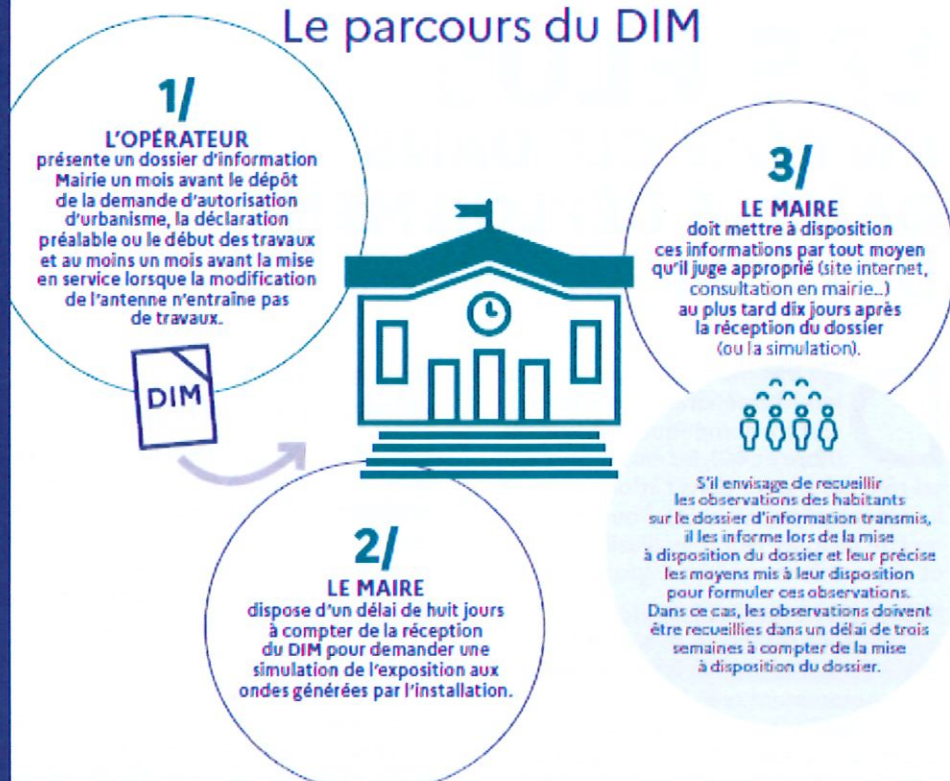 Le parcours du DIM
1/
L'OPÉRATEUR
présente un dossier d'information
Mairie un mois avant le dépôt
de la demande d'autorisation
d'urbanisme, la déclaration
préalable ou le début des travaux
et au moins un mois avant la mise
en service lorsque la modification
de l'antenne n'entraîne pas
de travaux.
DIM
2/
LE MAIRE
dispose d'un délai de huit jours
à compter de la réception
du DIM pour demander une
simulation de l'exposition aux
ondes générées par l'installation.
3/
LE MAIRE
doit mettre à disposition
ces informations par tout moyen
qu'il juge approprié (site internet,
consultation en mairie...)
au plus tard dix jours après
la réception du dossier
(ou la simulation).
S'il envisage de recueillir
les observations des habitants
sur le dossier d'information transmis,
il les informe lors de la mise
à disposition du dossier et leur précise
les moyens mis à leur disposition
pour formuler ces observations.
Dans ce cas, les observations doivent
être recueillies dans un délai de trois
semaines à compter de la mise
à disposition du dossier.